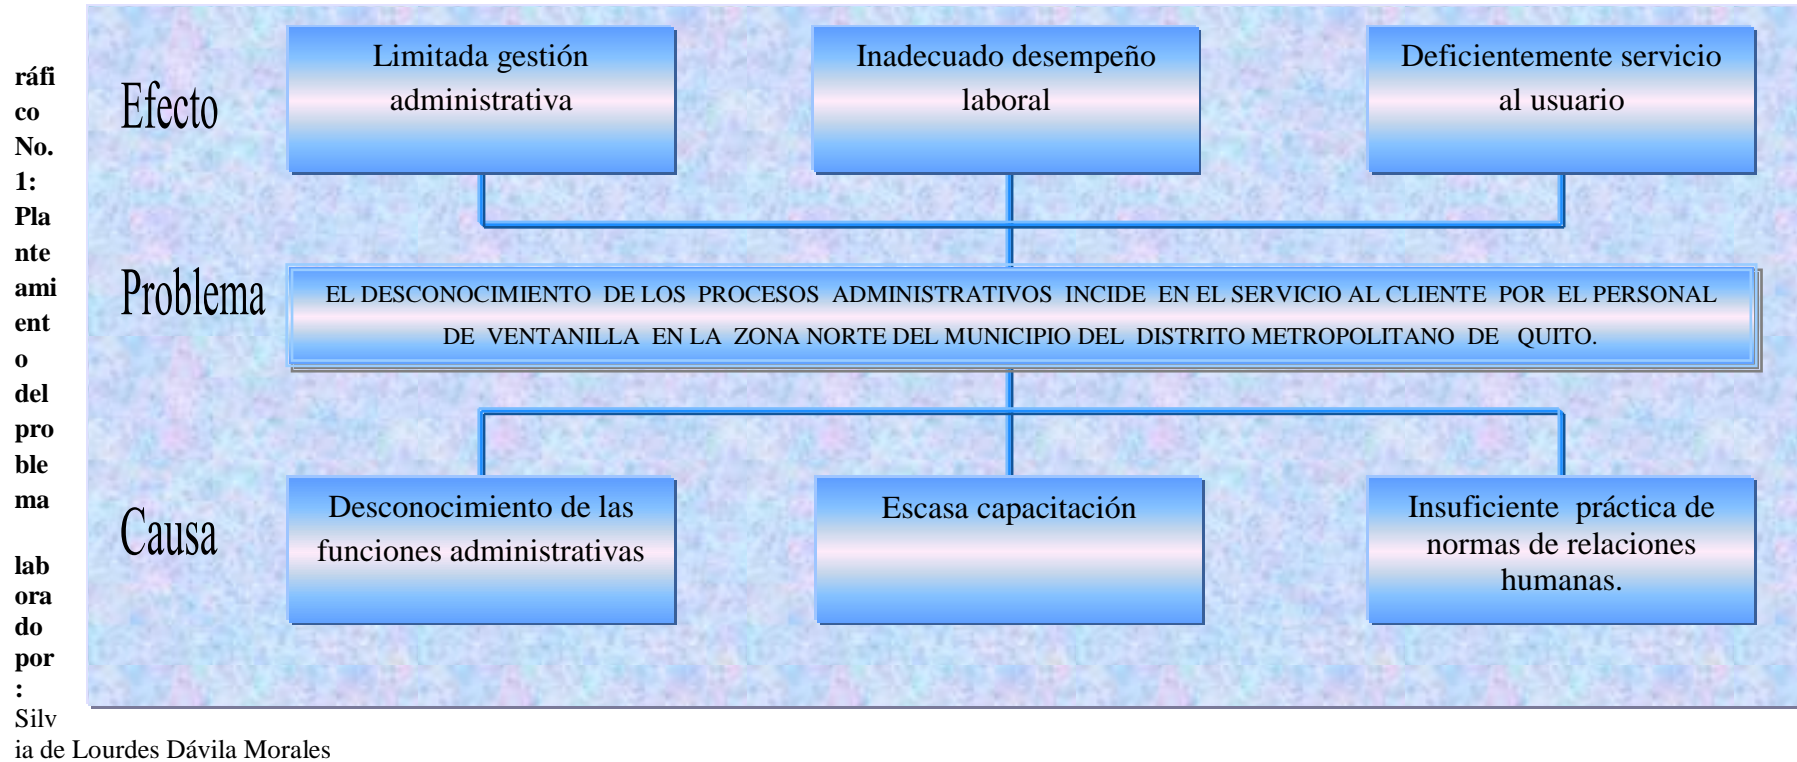 ráfi
co
No.
1:
Pla
nte
ami
ent
o
del
pro
ble
ma
lab
ora
do
por
:
Silv
ia de Lourdes Dávila Morales
Efecto
Limitada gestión
administrativa
Inadecuado desempeño
laboral
Deficientemente servicio
al usuario
Problema
EL DESCONOCIMIENTO DE LOS PROCESOS ADMINISTRATIVOS INCIDE EN EL SERVICIO AL CLIENTE POR EL PERSONAL
DE VENTANILLA EN LA ZONA NORTE DEL MUNICIPIO DEL DISTRITO METROPOLITANO DE QUITO.
Causa
Desconocimiento de las
funciones administrativas
Escasa capacitación
Insuficiente práctica de
normas de relaciones
humanas.